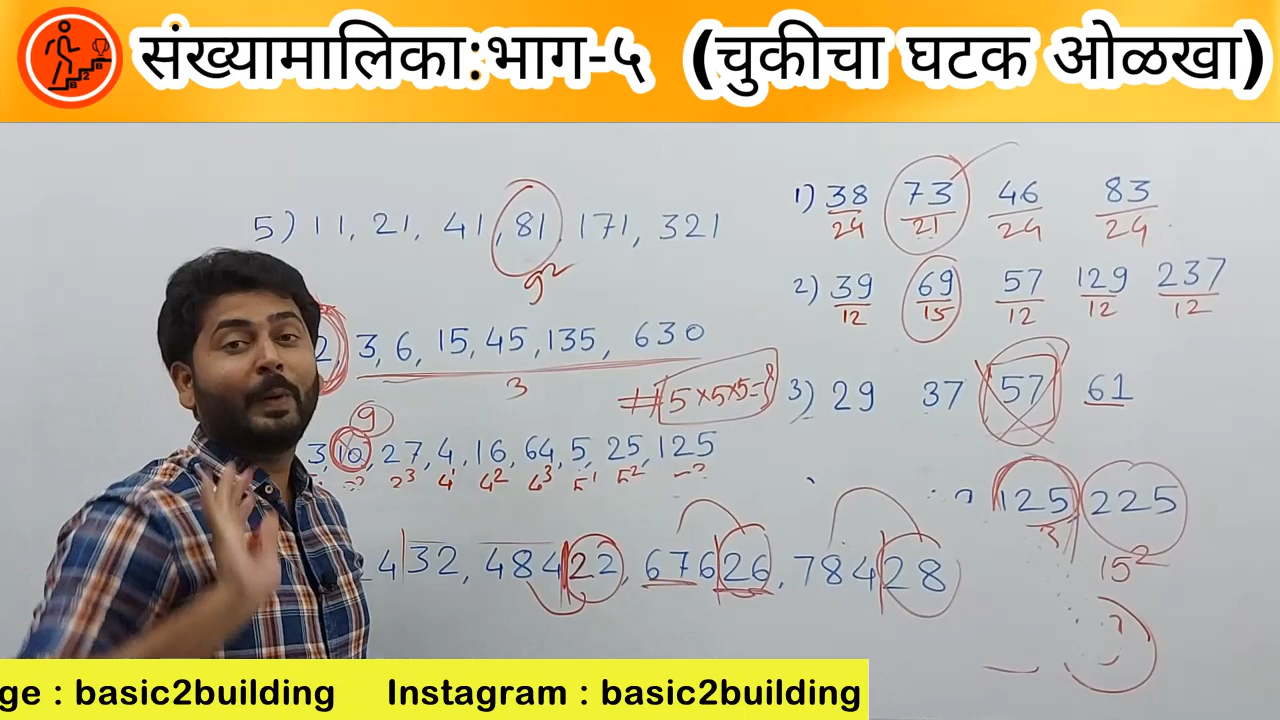 संख्यामालिका:भाग-५ (चुकीचा घटक ओळखा)
5) 11, 21, 41, 81, 171, 321
9²
2 3, 6, 15, 45, 135, 630
3
5×5×5=
9
3, 10, 27, 4, 16, 64, 5, 25, 125
2³ 4¹ 4² 4³ 5¹ 5²
4 32, 484 22, 676 26, 784 28
1) 38 73 46 83
24 21 24 24
2) 39 69 57 129 237
12 15 12 12 12
3) 29 37 57 61
125 225
15²
ge : basic2building Instagram : basic2building